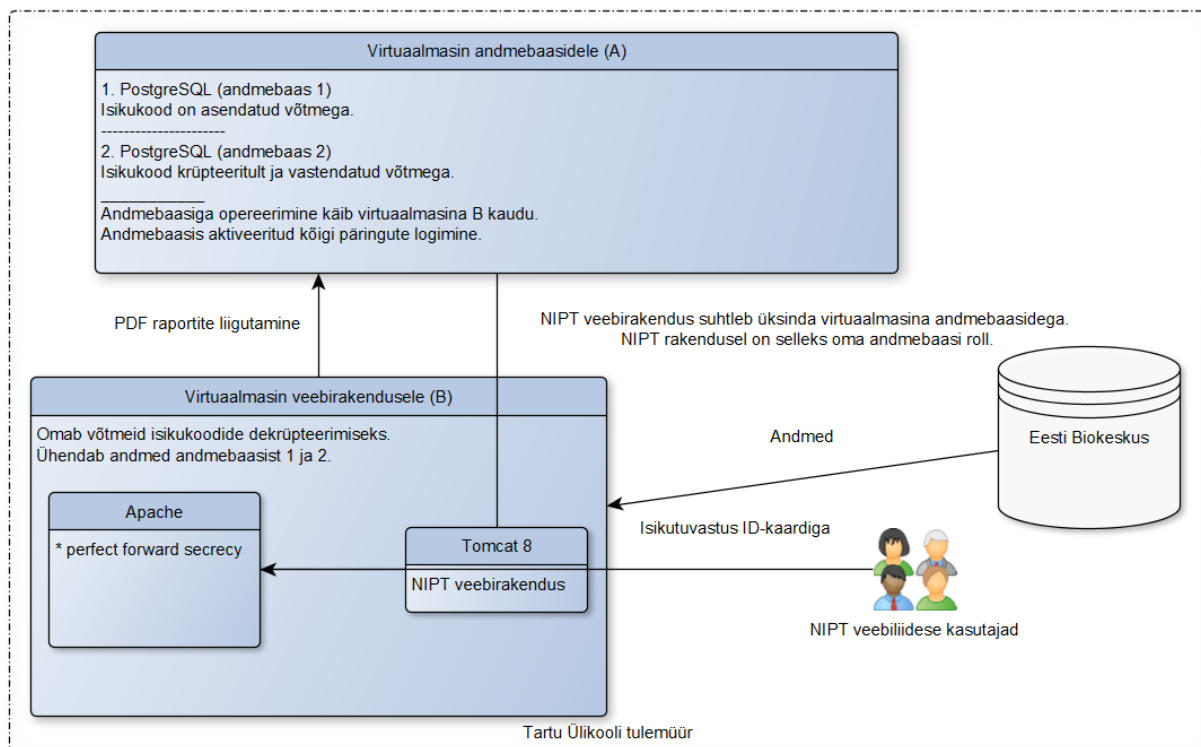 Virtuaalmasin andmebaasidele (A)
1. PostgreSQL (andmebaas 1)
Isikukood on asendatud võtmega.
----------------------
2. PostgreSQL (andmebaas 2)
Isikukood krüpteeritult ja vastendatud võtmega.
____________
Andmebaasiga opereerimine käib virtuaalmasina B kaudu.
Andmebaasis aktiveeritud kõigi päringute logimine.
PDF raportite liigutamine
NIPT veebirakendus suhtleb üksinda virtuaalmasina andmebaasidega.
NIPT rakendusel on selleks oma andmebaasi roll.
Virtuaalmasin veebirakendusele (B)
Omab võtmeid isikukoodide dekrüpteerimiseks.
Ühendab andmed andmebaasist 1 ja 2.
Andmed
Eesti Biokeskus
Apache
* perfect forward secrecy
Tomcat 8
NIPT veebirakendus
Isikutuvastus ID-kaardiga
NIPT veebiliidese kasutajad
Tartu Ülikooli tulemüür